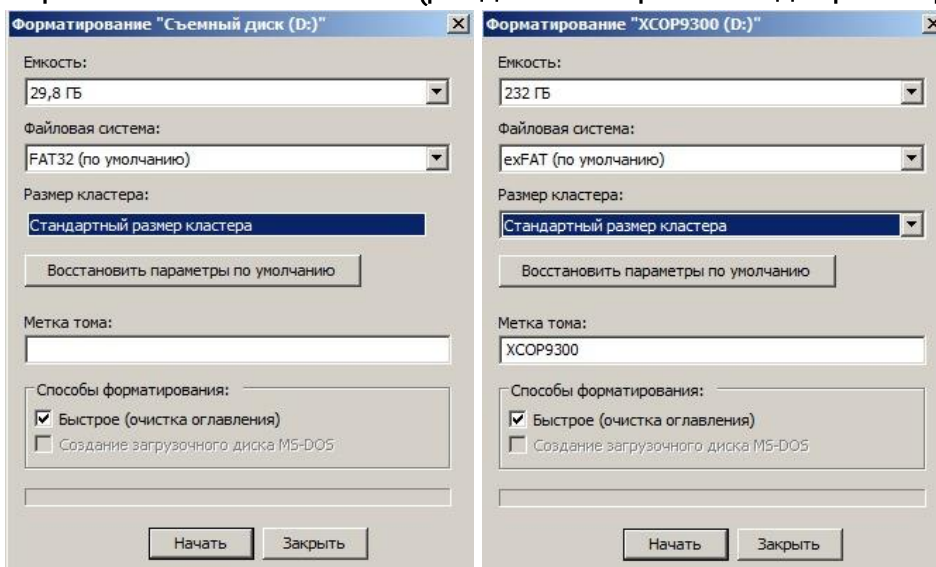 Форматирование "Съемный диск (D:)"
Емкость:
29,8 ГБ
Файловая система:
FAT32 (по умолчанию)
Размер кластера:
Стандартный размер кластера
Восстановить параметры по умолчанию
Метка тома:
Способы форматирования:
Быстрое (очистка оглавления)
Создание загрузочного диска MS-DOS
Начать
Закрыть
Форматирование "XCOP9300 (D:)"
Емкость:
232 ГБ
Файловая система:
exFAT (по умолчанию)
Размер кластера:
Стандартный размер кластера
Восстановить параметры по умолчанию
Метка тома:
XCOP9300
Способы форматирования:
Быстрое (очистка оглавления)
Создание загрузочного диска MS-DOS
Начать
Закрыть